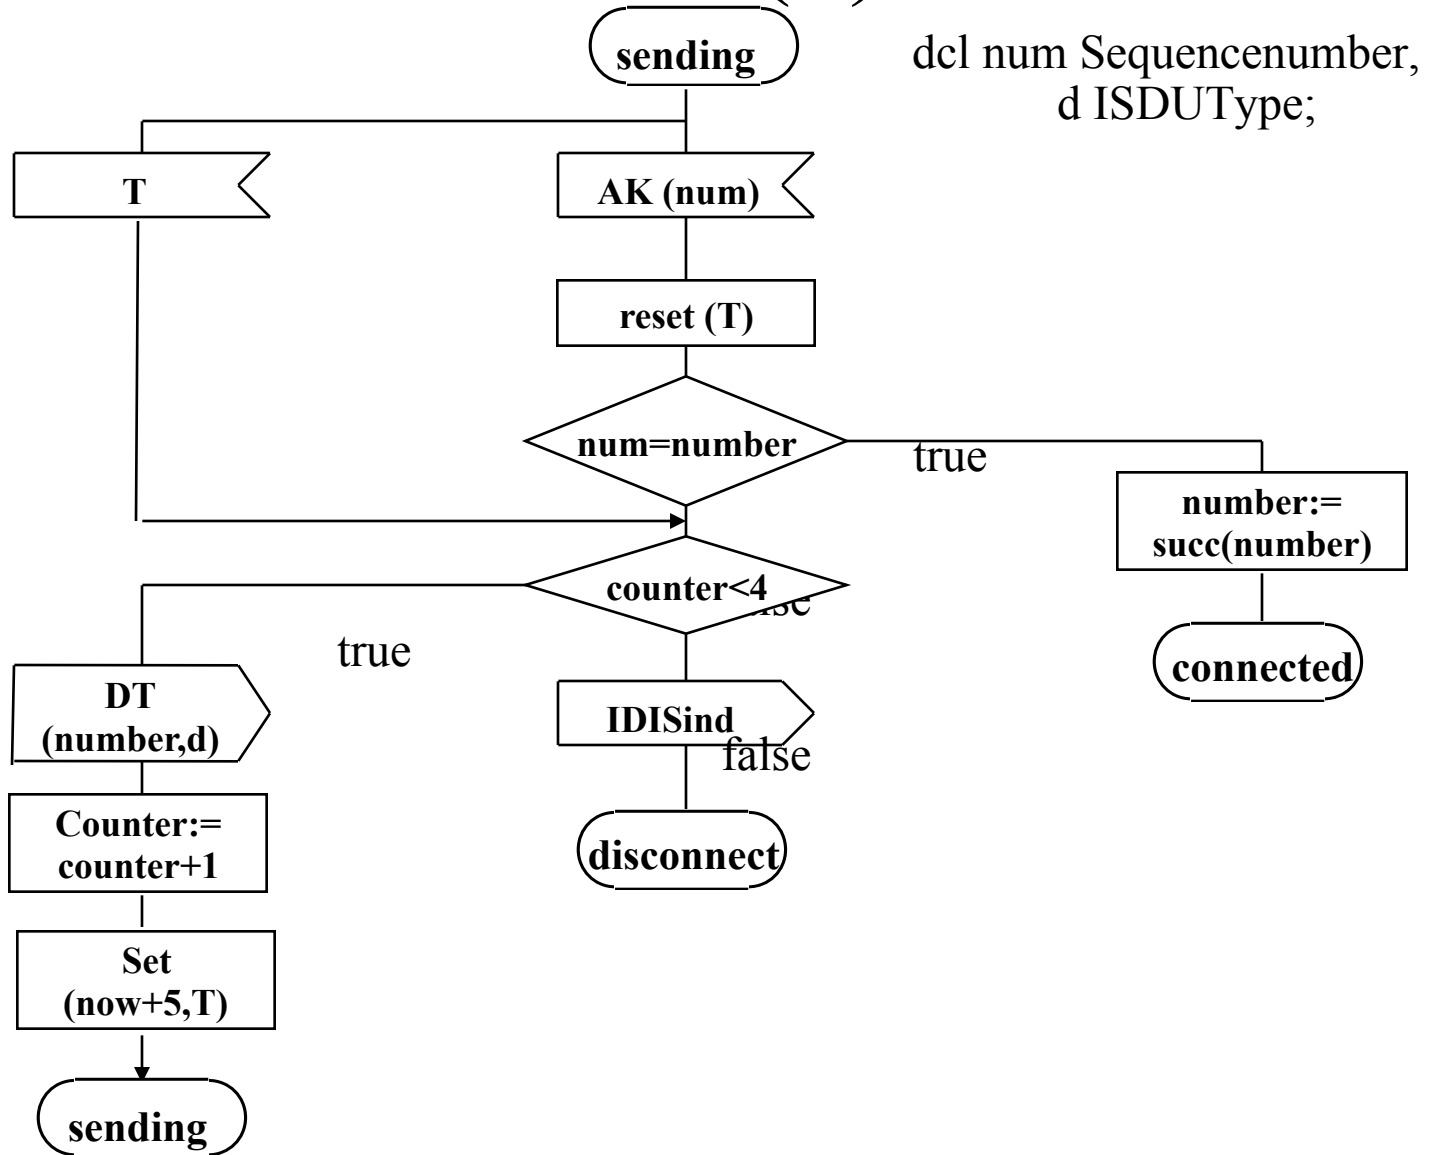 sending
dcl num Sequencenumber,
d ISDUType;
T
AK (num)
reset (T)
num=number
true
number:=
succ(number)
counter<4
true
connected
DT
(number,d)
IDISind
false
Counter:=
counter+1
disconnect
Set
(now+5,T)
sending